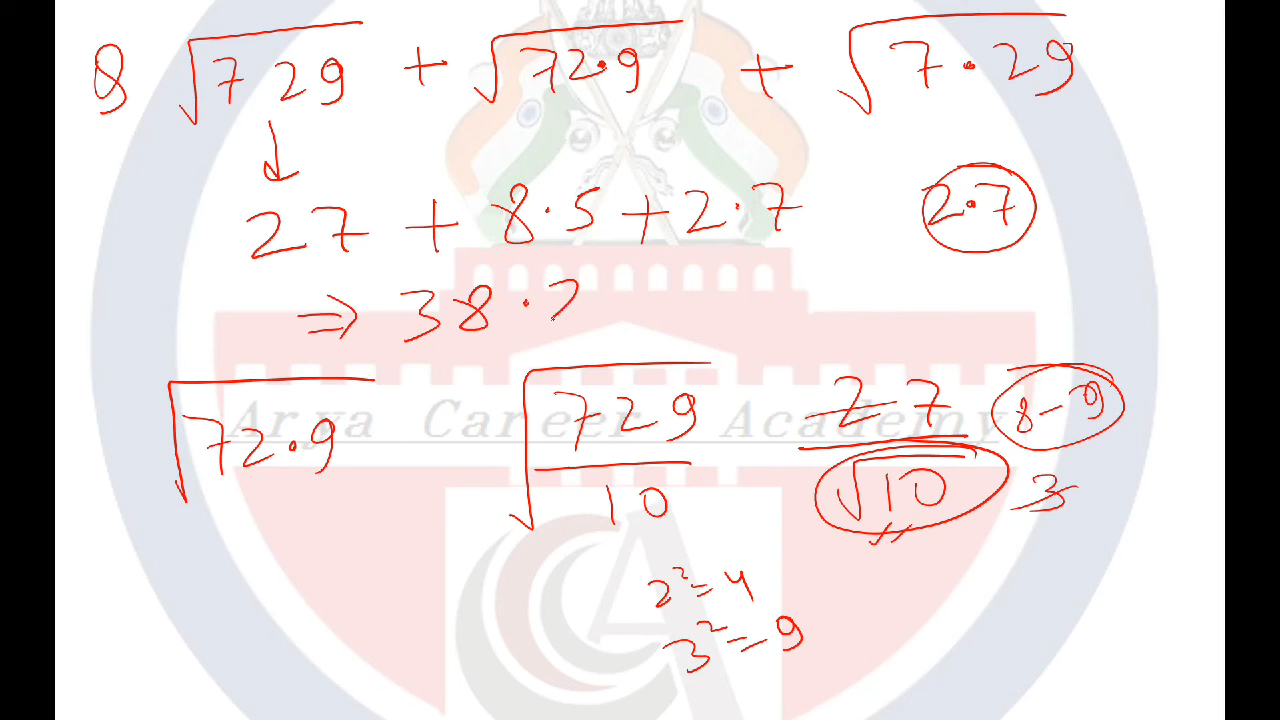 8 √729 + √72.9 + √7.29
↓
27 + 8.5 + 2.7 2.7
⇒ 38.2
Arya Career Academy
√72.9 √729/10 27/√10 8-9
3
2²=4
3²=9